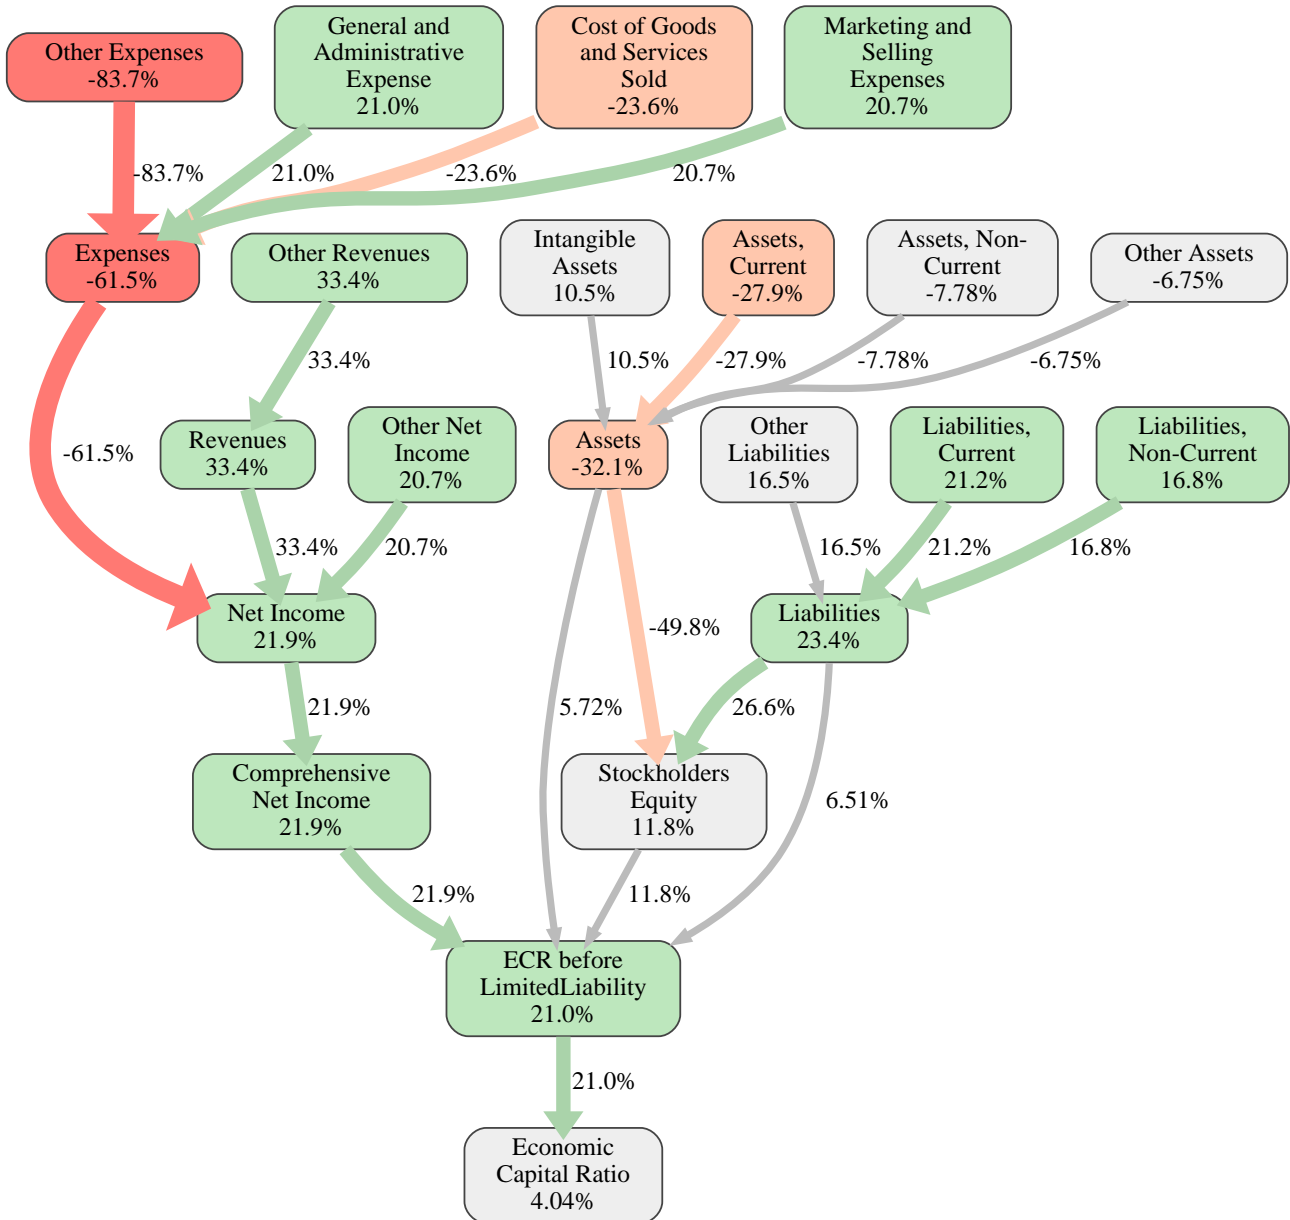 Other Expenses
-83.7%
General and
Administrative
Expense
21.0%
Cost of Goods
and Services
Sold
-23.6%
Marketing and
Selling
Expenses
20.7%
-83.7%
21.0%
-23.6%
20.7%
Expenses
-61.5%
Other Revenues
33.4%
Intangible
Assets
10.5%
Assets,
Current
-27.9%
Assets, Non-
Current
-7.78%
Other Assets
-6.75%
33.4%
10.5%
-27.9%
-7.78%
-6.75%
-61.5%
Revenues
33.4%
Other Net
Income
20.7%
Assets
-32.1%
Other
Liabilities
16.5%
Liabilities,
Current
21.2%
Liabilities,
Non-Current
16.8%
33.4%
20.7%
16.5%
21.2%
16.8%
Net Income
21.9%
-49.8%
Liabilities
23.4%
21.9%
5.72%
26.6%
Comprehensive
Net Income
21.9%
Stockholders
Equity
11.8%
6.51%
21.9%
11.8%
ECR before
LimitedLiability
21.0%
21.0%
Economic
Capital Ratio
4.04%